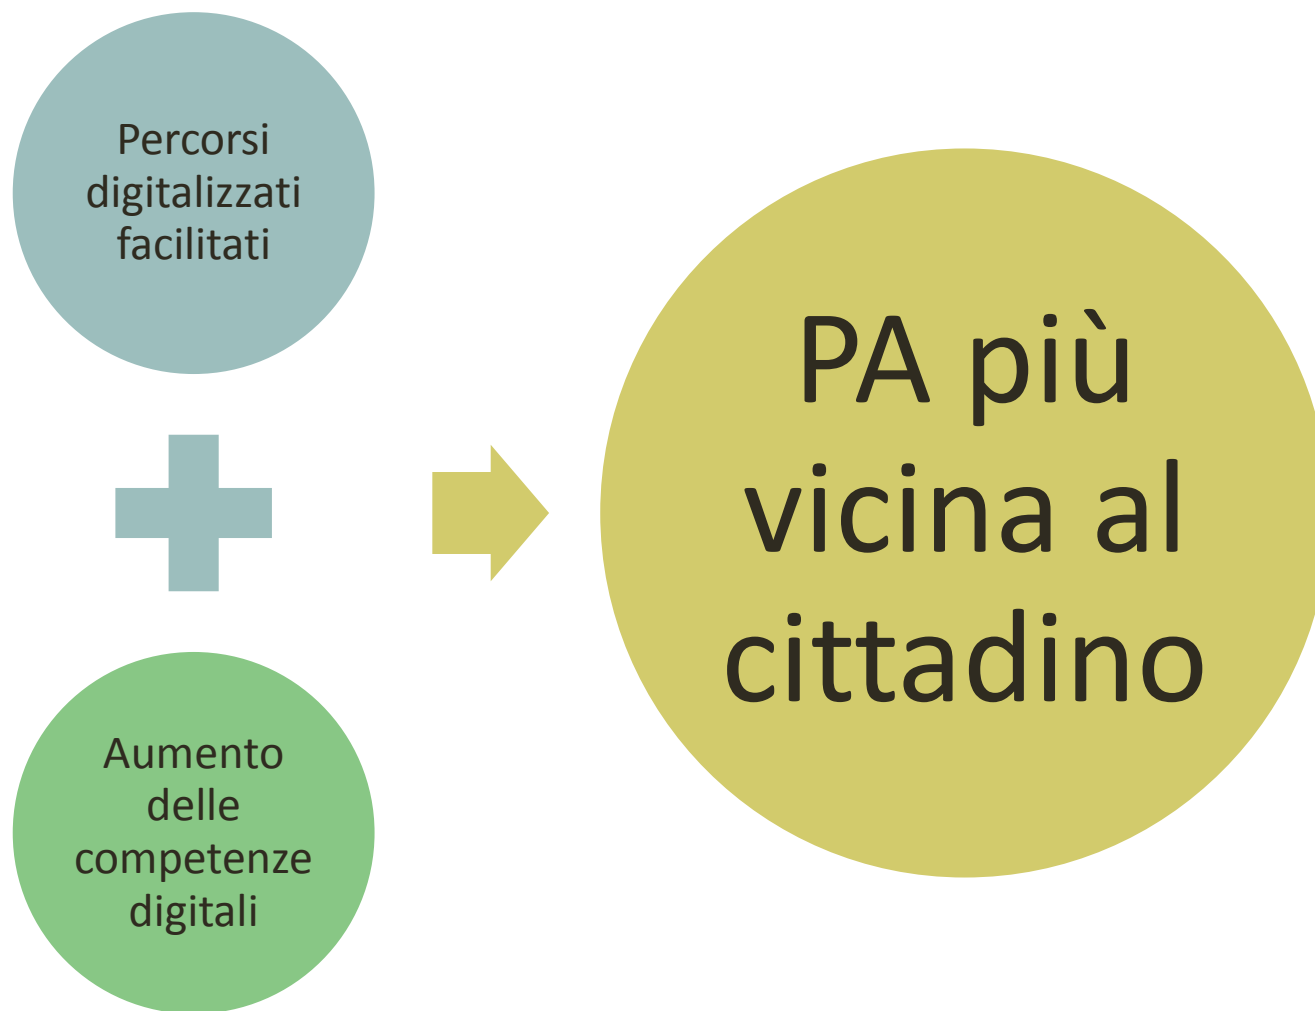 Percorsi
digitalizzati
facilitati
Aumento
delle
competenze
digitali
PA più
vicina al
cittadino